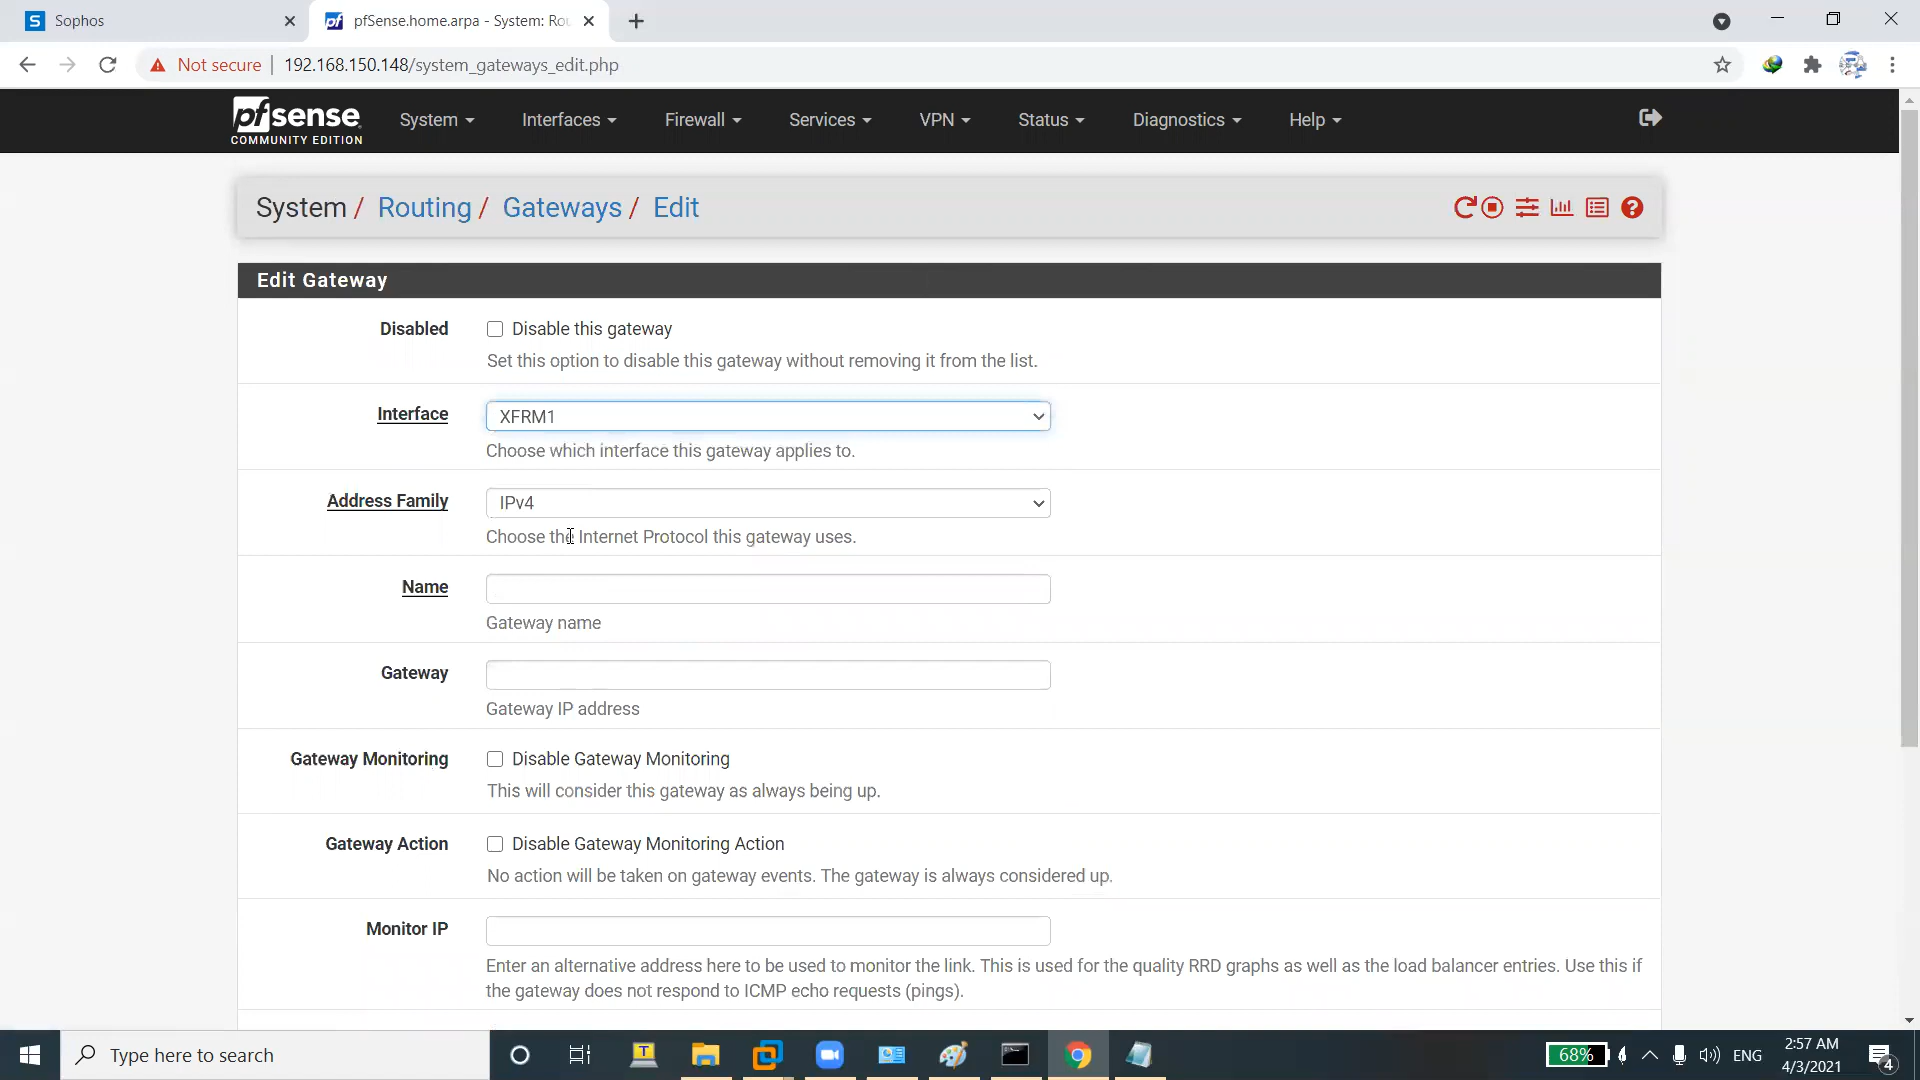 S Sophos
pf pfSense.home.arpa - System: Rou
Not secure | 192.168.150.148/system_gateways_edit.php
pfsense
COMMUNITY EDITION
System
Interfaces
Firewall
Services
VPN
Status
Diagnostics
Help
System / Routing / Gateways / Edit
Edit Gateway
Disabled
Disable this gateway
Set this option to disable this gateway without removing it from the list.
Interface
XFRM1
Choose which interface this gateway applies to.
Address Family
IPv4
Choose the Internet Protocol this gateway uses.
Name
Gateway name
Gateway
Gateway IP address
Gateway Monitoring
Disable Gateway Monitoring
This will consider this gateway as always being up.
Gateway Action
Disable Gateway Monitoring Action
No action will be taken on gateway events. The gateway is always considered up.
Monitor IP
Enter an alternative address here to be used to monitor the link. This is used for the quality RRD graphs as well as the load balancer entries. Use this if
the gateway does not respond to ICMP echo requests (pings).
Type here to search
T
68%
ENG
2:57 AM
4/3/2021
4